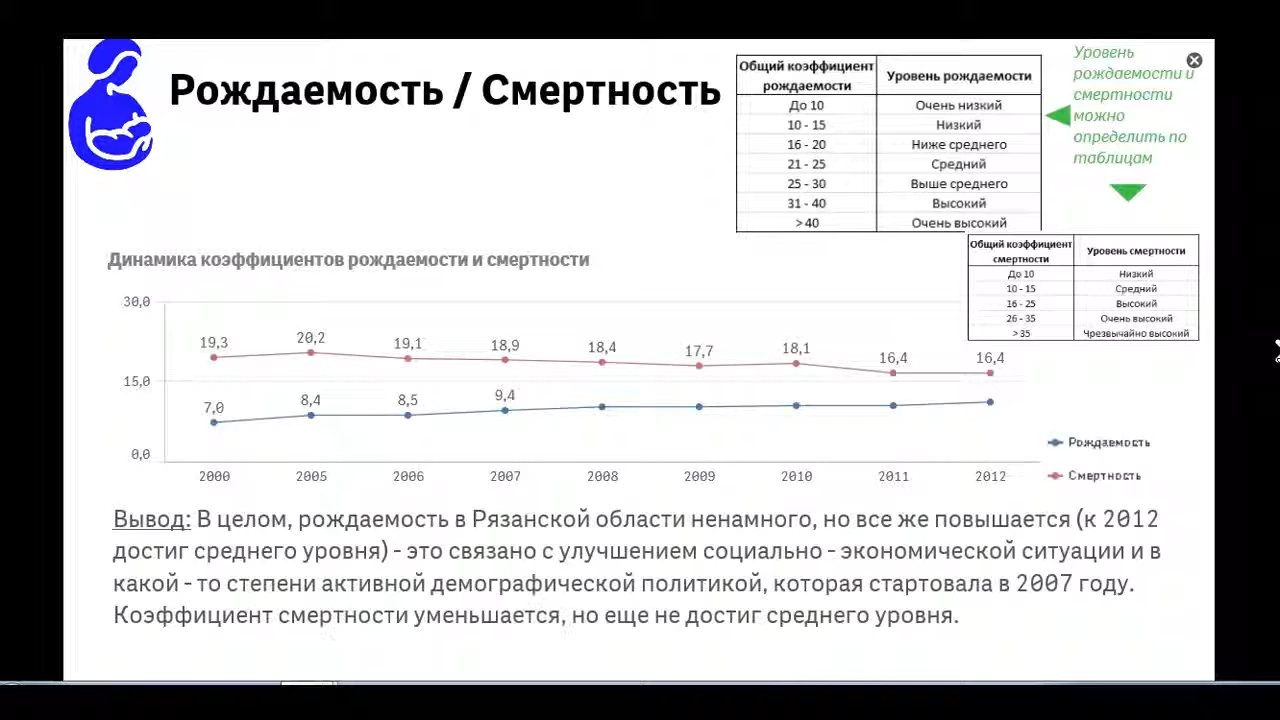 Рождаемость / Смертность
Общий коэффициент рождаемости Уровень рождаемости
До 10 Очень низкий
10 - 15 Низкий
16 - 20 Ниже среднего
21 - 25 Средний
25 - 30 Выше среднего
31 - 40 Высокий
> 40 Очень высокий
Уровень
рождаемости и
смертности
можно
определить по
таблицам
Общий коэффициент смертности Уровень смертности
До 10 Низкий
10 - 15 Средний
16 - 25 Высокий
26 - 35 Очень высокий
> 35 Чрезвычайно высокий
Динамика коэффициентов рождаемости и смертности
30,0
19,3 20,2 19,1 18,9 18,4 17,7 18,1 16,4 16,4
15,0
7,0 8,4 8,5 9,4
0,0
2000 2005 2006 2007 2008 2009 2010 2011 2012
Рождаемость
Смертность
Вывод: В целом, рождаемость в Рязанской области ненамного, но все же повышается (к 2012
достиг среднего уровня) - это связано с улучшением социально - экономической ситуации и в
какой - то степени активной демографической политикой, которая стартовала в 2007 году.
Коэффициент смертности уменьшается, но еще не достиг среднего уровня.